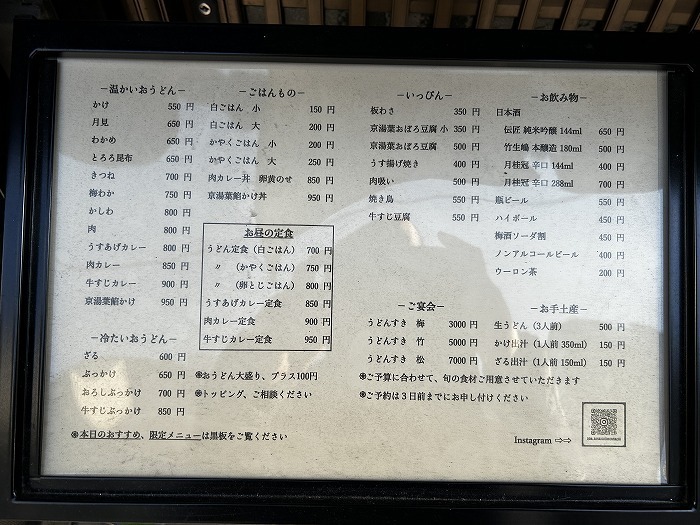 －温かいおうどん－
かけ 550 円
月見 650 円
わかめ 650 円
とろろ昆布 650 円
きつね 700 円
梅わか 750 円
かしわ 800 円
肉 800 円
うすあげカレー 800 円
肉カレー 850 円
牛すじカレー 900 円
京湯葉餡かけ 950 円
－冷たいおうどん－
ざる 600 円
ぶっかけ 650 円
おろしぶっかけ 700 円
牛すじぶっかけ 850 円
－ごはんもの－
白ごはん 小 150 円
白ごはん 大 200 円
かやくごはん 小 200 円
かやくごはん 大 250 円
肉カレー丼 卵黄のせ 850 円
京湯葉餡かけ丼 950 円
お昼の定食
うどん定食（白ごはん） 700 円
〃 （かやくごはん） 750 円
〃 （卵とじごはん） 800 円
うすあげカレー定食 850 円
肉カレー定食 900 円
牛すじカレー定食 950 円
◉おうどん大盛り、プラス100円
◉トッピング、ご相談ください
◉本日のおすすめ、限定メニューは黒板をご覧ください
－いっぴん－
板わさ 350 円
京湯葉おぼろ豆腐 小 350 円
京湯葉おぼろ豆腐 500 円
うす揚げ焼き 400 円
肉吸い 500 円
焼き鳥 550 円
牛すじ豆腐 550 円
－お飲み物－
日本酒
伝匠 純米吟醸 144ml 650 円
竹生嶋 本醸造 180ml 500 円
月桂冠 辛口 144ml 400 円
月桂冠 辛口 288ml 700 円
瓶ビール 550 円
ハイボール 450 円
梅酒ソーダ割 450 円
ノンアルコールビール 400 円
ウーロン茶 200 円
－ご宴会－
うどんすき 梅 3000 円
うどんすき 竹 5000 円
うどんすき 松 7000 円
◉ご予算に合わせて、旬の食材ご用意させていただきます
◉ご予約は３日前までにお申し付けください
－お手土産－
生うどん（3人前） 500 円
かけ出汁（1人前 350ml） 150 円
ざる出汁（1人前 150ml） 150 円
Instagram ⇨⇨